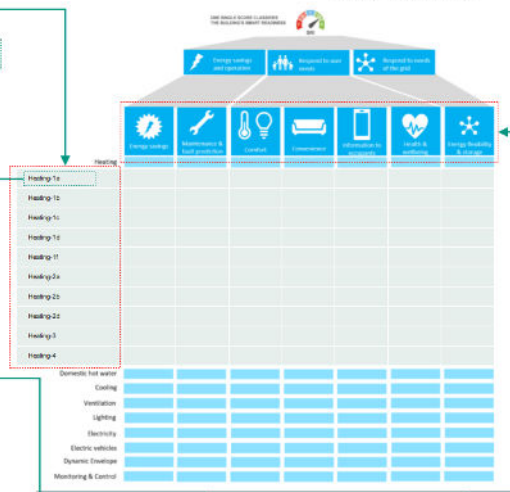 ONE SINGLE SCORE CLASSIFIES
THE BUILDING'S SMART READINESS
SRI
Energy savings
and operation
Respond to user
needs
Respond to needs
of the grid
Energy savings
Maintenance &
fault prediction
Comfort
Convenience
Information to
occupants
Health &
wellbeing
Energy flexibility
& storage
Heating
Heating-1a
Heating-1b
Heating-1c
Heating-1d
Heating-1f
Heating-2a
Heating-2b
Heating-2d
Heating-3
Heating-4
Domestic hot water
Cooling
Ventilation
Lighting
Electricity
Electric vehicles
Dynamic Envelope
Monitoring & Control